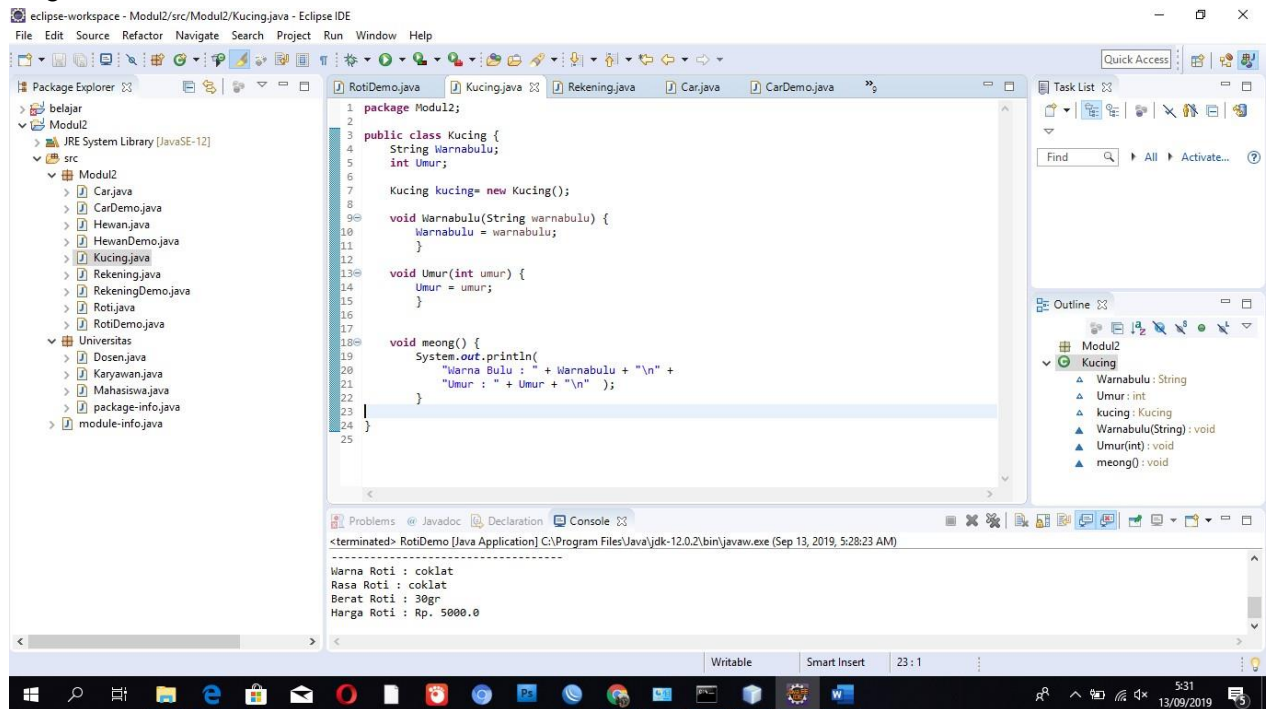 eclipse-workspace - Modul2/src/Modul2/Kucing.java - Eclipse IDE
File Edit Source Refactor Navigate Search Project Run Window Help
Quick Access
Package Explorer
belajar
Modul2
JRE System Library [JavaSE-12]
src
Modul2
Car.java
CarDemo.java
Hewan.java
HewanDemo.java
Kucing.java
Rekening.java
RekeningDemo.java
Roti.java
RotiDemo.java
Universitas
Dosen.java
Karyawan.java
Mahasiswa.java
package-info.java
module-info.java
RotiDemo.java Kucing.java Rekening.java Car.java CarDemo.java »9
1 package Modul2;
2
3 public class Kucing {
4 String Warnabulu;
5 int Umur;
6
7 Kucing kucing= new Kucing();
8
9 void Warnabulu(String warnabulu) {
10 Warnabulu = warnabulu;
11 }
12
13 void Umur(int umur) {
14 Umur = umur;
15 }
16
17
18 void meong() {
19 System.out.println(
20 "Warna Bulu : " + Warnabulu + "\n" +
21 "Umur : " + Umur + "\n" );
22 }
23
24 }
25
Task List
Find All Activate...
Outline
Modul2
Kucing
Warnabulu : String
Umur : int
kucing : Kucing
Warnabulu(String) : void
Umur(int) : void
meong() : void
Problems Javadoc Declaration Console
<terminated> RotiDemo [Java Application] C:\Program Files\Java\jdk-12.0.2\bin\javaw.exe (Sep 13, 2019, 5:28:23 AM)
------------------------------------
Warna Roti : coklat
Rasa Roti : coklat
Berat Roti : 30gr
Harga Roti : Rp. 5000.0
Writable Smart Insert 23 : 1
5:31
13/09/2019